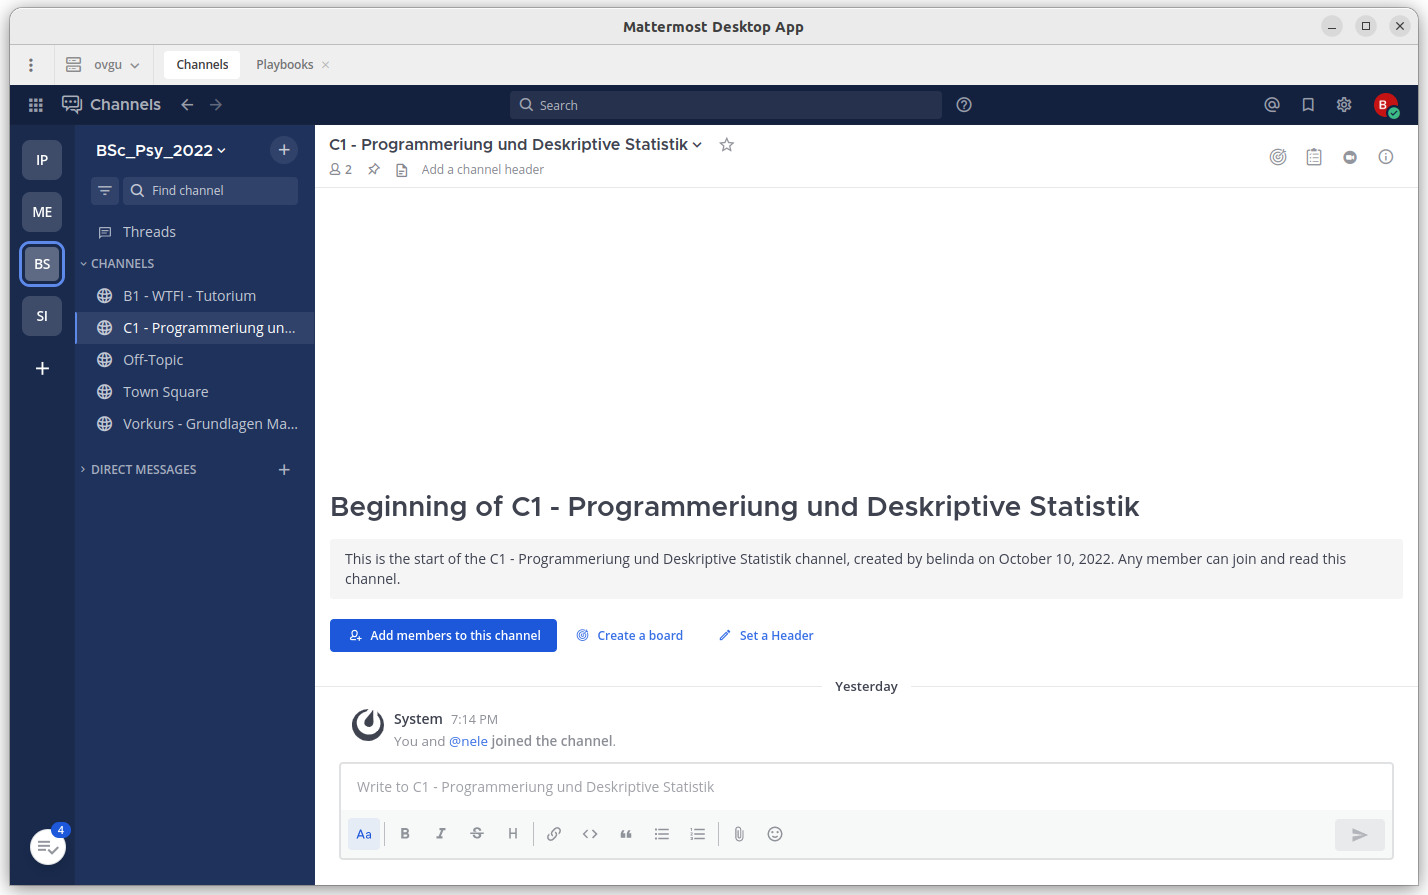 Mattermost Desktop App
ovgu
Channels
Playbooks
Channels
Search
B
IP
ME
BS
SI
BSc_Psy_2022
Find channel
Threads
CHANNELS
B1 - WTFI - Tutorium
C1 - Programmeriung un...
Off-Topic
Town Square
Vorkurs - Grundlagen Ma...
DIRECT MESSAGES
4
C1 - Programmeriung und Deskriptive Statistik
2
Add a channel header
Beginning of C1 - Programmeriung und Deskriptive Statistik
This is the start of the C1 - Programmeriung und Deskriptive Statistik channel, created by belinda on October 10, 2022. Any member can join and read this
channel.
Add members to this channel
Create a board
Set a Header
Yesterday
System 7:14 PM
You and @nele joined the channel.
Write to C1 - Programmeriung und Deskriptive Statistik
Aa B I S H